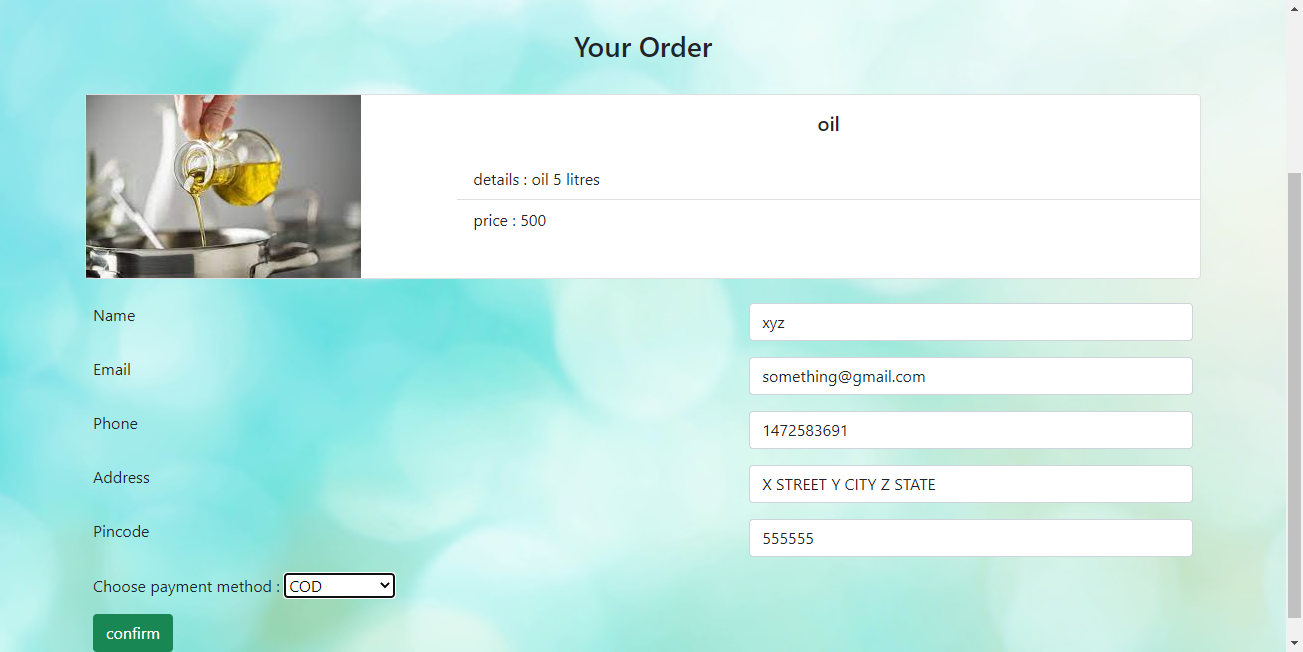 Your Order
oil
details : oil 5 litres
price : 500
Name
xyz
Email
something@gmail.com
Phone
1472583691
Address
X STREET Y CITY Z STATE
Pincode
555555
Choose payment method : COD
confirm